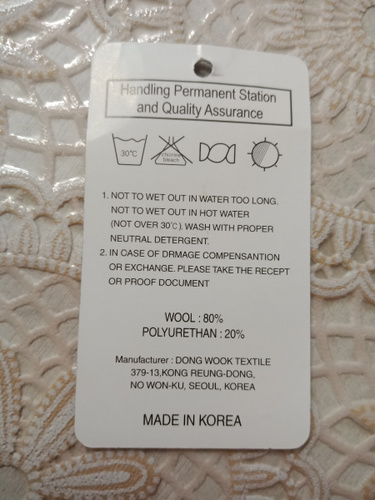 Handling Permanent Station
and Quality Assurance
30℃
chlorine
bleach
1. NOT TO WET OUT IN WATER TOO LONG.
NOT TO WET OUT IN HOT WATER
(NOT OVER 30℃). WASH WITH PROPER
NEUTRAL DETERGENT.
2. IN CASE OF DRMAGE COMPENSANTION
OR EXCHANGE. PLEASE TAKE THE RECEPT
OR PROOF DOCUMENT
WOOL : 80%
POLYURETHAN : 20%
Manufacturer : DONG WOOK TEXTILE
379-13,KONG REUNG-DONG,
NO WON-KU, SEOUL, KOREA
MADE IN KOREA